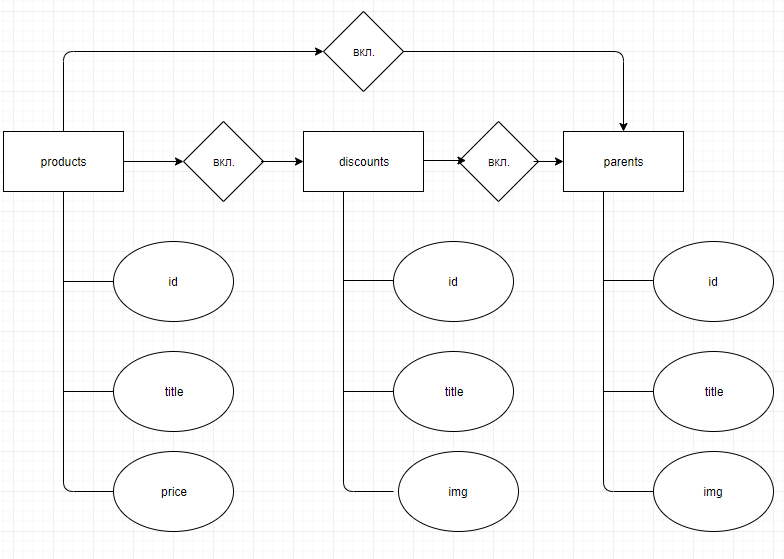 вкл.
products
вкл.
discounts
вкл.
parents
id
id
id
title
title
title
price
img
img